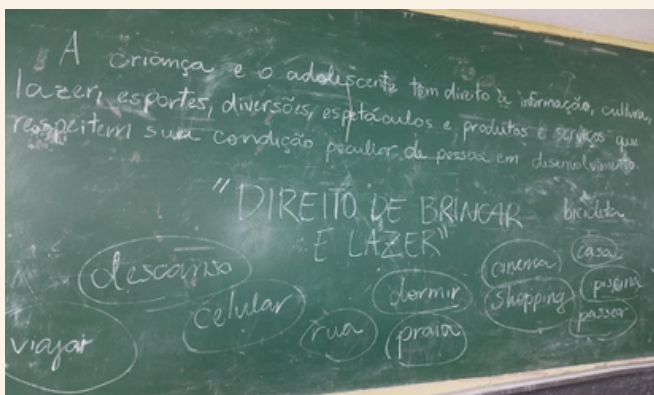 A criança e o adolescente tem direito à informação, cultura,
lazer, esportes, diversões, espetáculos e produtos e serviços que
respeitem sua condição peculiar de pessoa em desenvolvimento.
"DIREITO DE BRINCAR
E LAZER"
bicicleta
descanso
dormir
cinema
casa
shopping
piscina
passear
viajar
celular
rua
praia